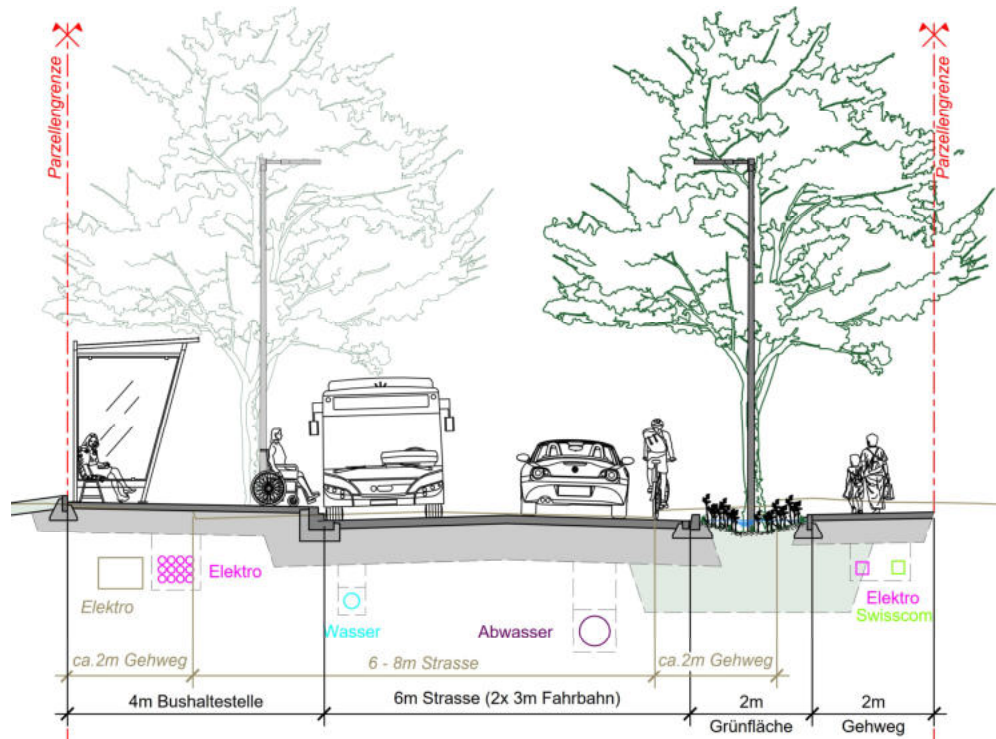 Parzellengrenze
Parzellengrenze
Elektro
Elektro
Wasser
Abwasser
Elektro
Swisscom
ca.2m Gehweg
6 - 8m Strasse
ca.2m Gehweg
4m Bushaltestelle
6m Strasse (2x 3m Fahrbahn)
2m
Grünfläche
2m
Gehweg